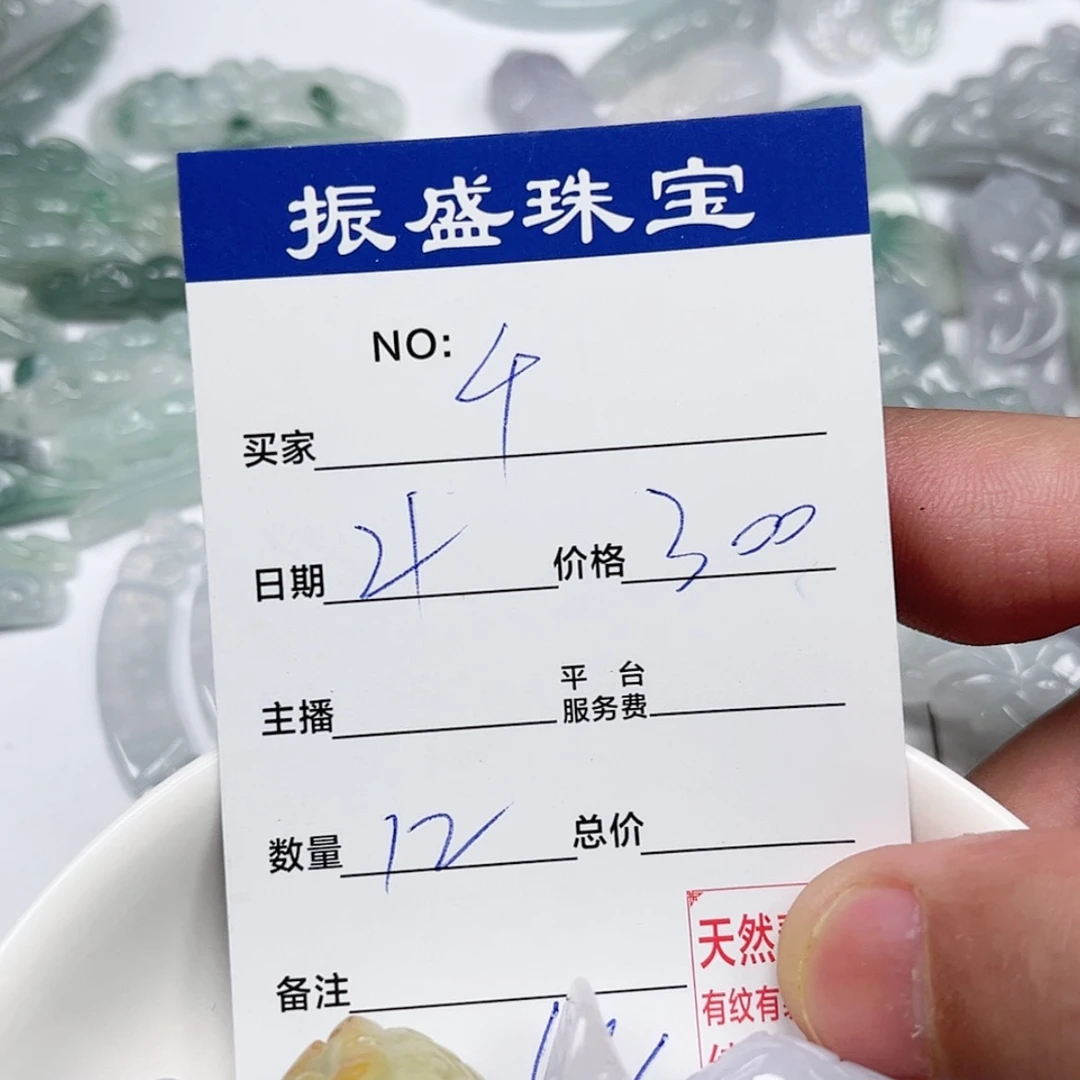 振盛珠宝
NO: 4
买家
日期 24 价格 300
主播 平台服务费
数量 12 总价
备注
天然
有纹有